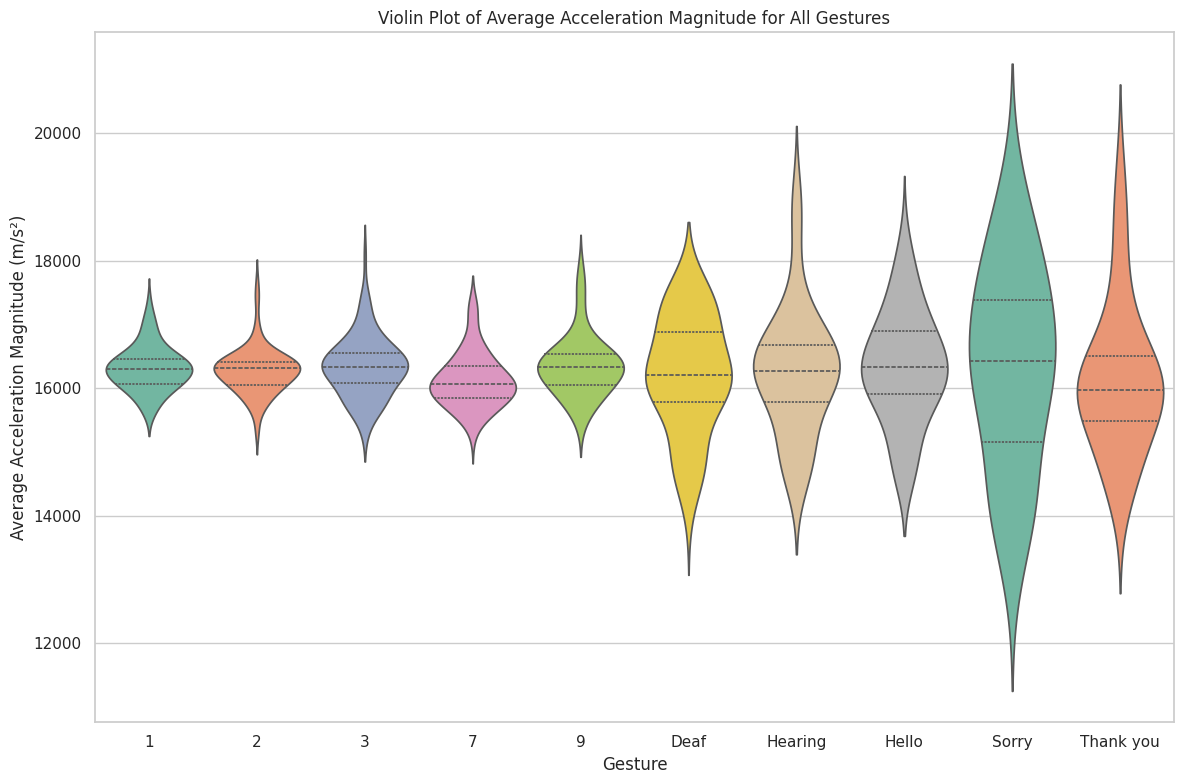 Violin Plot of Average Acceleration Magnitude for All Gestures
Average Acceleration Magnitude (m/s²)
20000
18000
16000
14000
12000
1 2 3 7 9 Deaf Hearing Hello Sorry Thank you
Gesture